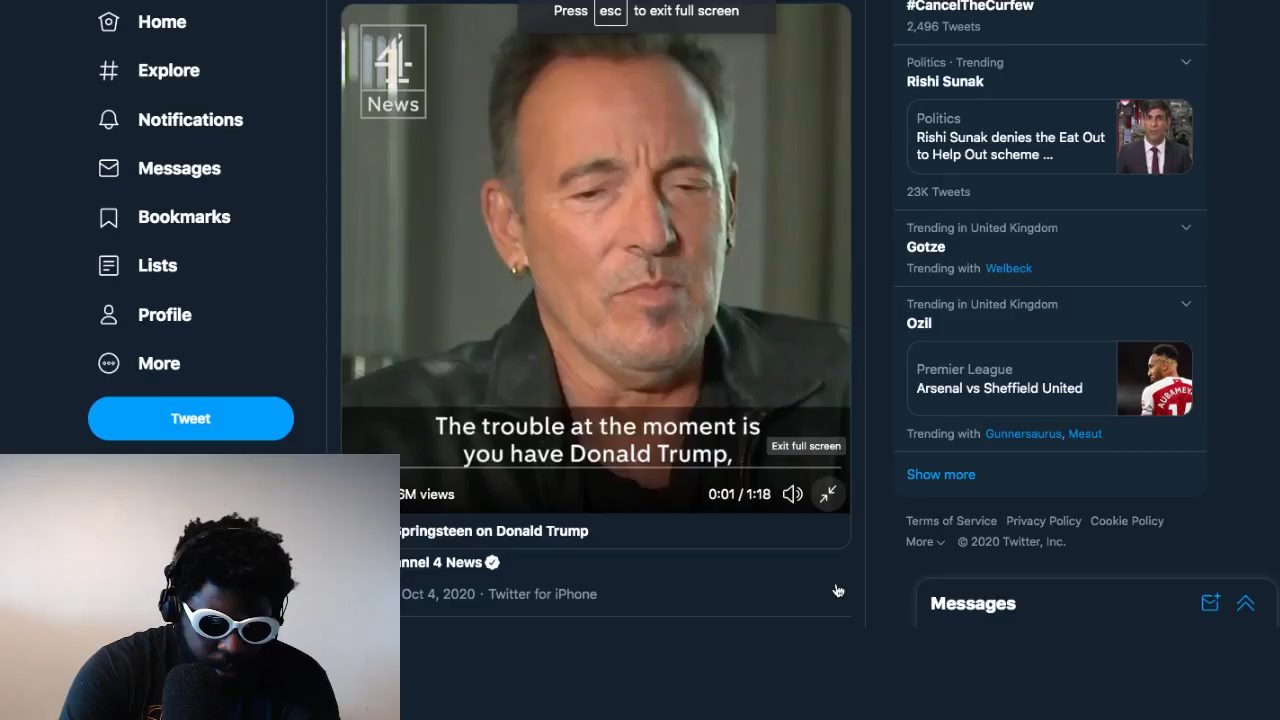 Home
Explore
Notifications
Messages
Bookmarks
Lists
Profile
More
Tweet
Press esc to exit full screen
4
News
The trouble at the moment is
you have Donald Trump,
Exit full screen
views
0:01 / 1:18
Springsteen on Donald Trump
News
Oct 4, 2020 · Twitter for iPhone
#CancelTheCurfew
2,496 Tweets
Politics · Trending
Rishi Sunak
Politics
Rishi Sunak denies the Eat Out
to Help Out scheme ...
23K Tweets
Trending in United Kingdom
Gotze
Trending with Welbeck
Trending in United Kingdom
Ozil
Premier League
Arsenal vs Sheffield United
Trending with Gunnersaurus, Mesut
Show more
Terms of Service Privacy Policy Cookie Policy
More © 2020 Twitter, Inc.
Messages